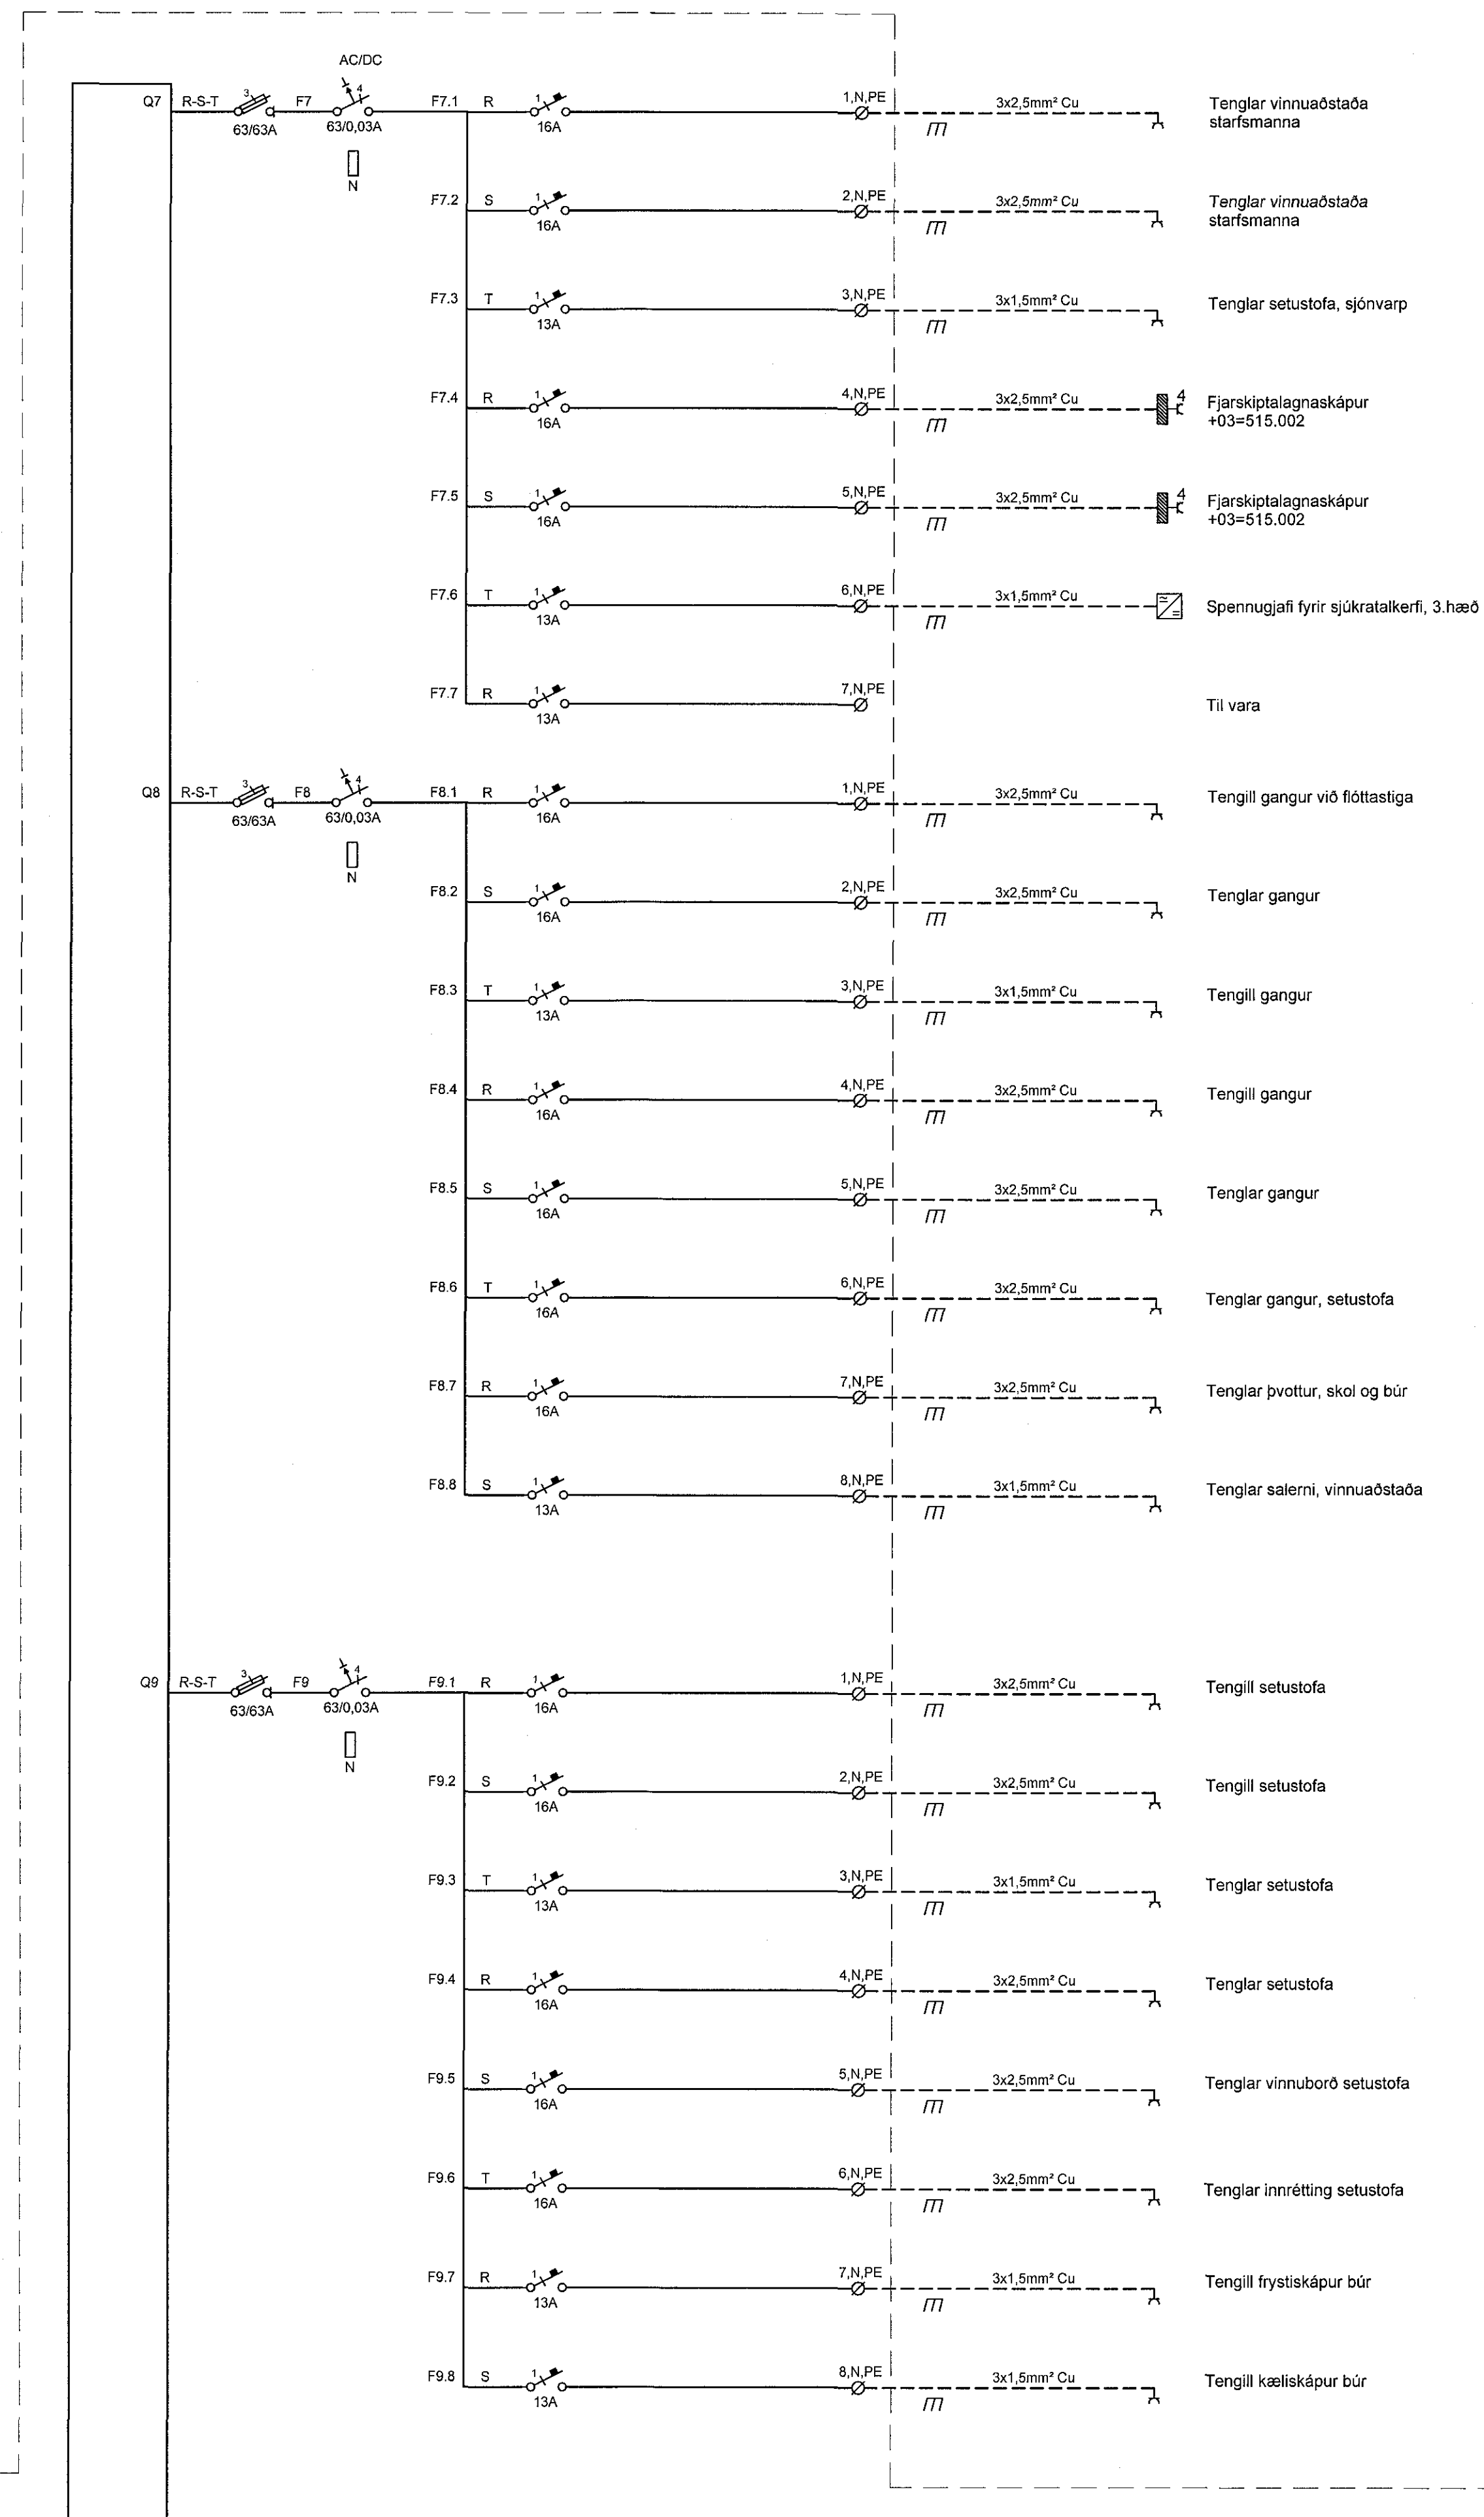 AC/DC
Q7 R-S-T 3 F7 4 F7.1 R 1 1,N,PE 3x2,5mm² Cu Tenglar vinnuaðstaða
starfsmanna
63/63A 63/0,03A 16A
N
F7.2 S 1 2,N,PE 3x2,5mm² Cu Tenglar vinnuaðstaða
starfsmanna
16A
F7.3 T 1 3,N,PE 3x1,5mm² Cu Tenglar setustofa, sjónvarp
13A
F7.4 R 1 4,N,PE 3x2,5mm² Cu 4 Fjarskiptalagnaskápur
+03=515.002
16A
F7.5 S 1 5,N,PE 3x2,5mm² Cu 4 Fjarskiptalagnaskápur
+03=515.002
16A
F7.6 T 1 6,N,PE 3x1,5mm² Cu Spennugjafi fyrir sjúkratalkerfi, 3.hæð
13A
F7.7 R 1 7,N,PE Til vara
13A
Q8 R-S-T 3 F8 4 F8.1 R 1 1,N,PE 3x2,5mm² Cu Tengill gangur við flóttastiga
63/63A 63/0,03A 16A
N
F8.2 S 1 2,N,PE 3x2,5mm² Cu Tenglar gangur
16A
F8.3 T 1 3,N,PE 3x1,5mm² Cu Tengill gangur
13A
F8.4 R 1 4,N,PE 3x2,5mm² Cu Tengill gangur
16A
F8.5 S 1 5,N,PE 3x2,5mm² Cu Tenglar gangur
16A
F8.6 T 1 6,N,PE 3x2,5mm² Cu Tenglar gangur, setustofa
16A
F8.7 R 1 7,N,PE 3x2,5mm² Cu Tenglar þvottur, skol og búr
16A
F8.8 S 1 8,N,PE 3x1,5mm² Cu Tenglar salerni, vinnuaðstaða
13A
Q9 R-S-T 3 F9 4 F9.1 R 1 1,N,PE 3x2,5mm² Cu Tengill setustofa
63/63A 63/0,03A 16A
N
F9.2 S 1 2,N,PE 3x2,5mm² Cu Tengill setustofa
16A
F9.3 T 1 3,N,PE 3x1,5mm² Cu Tenglar setustofa
13A
F9.4 R 1 4,N,PE 3x2,5mm² Cu Tenglar setustofa
16A
F9.5 S 1 5,N,PE 3x2,5mm² Cu Tenglar vinnuborð setustofa
16A
F9.6 T 1 6,N,PE 3x2,5mm² Cu Tenglar innrétting setustofa
16A
F9.7 R 1 7,N,PE 3x1,5mm² Cu Tengill frystiskápur búr
13A
F9.8 S 1 8,N,PE 3x1,5mm² Cu Tengill kæliskápur búr
13A